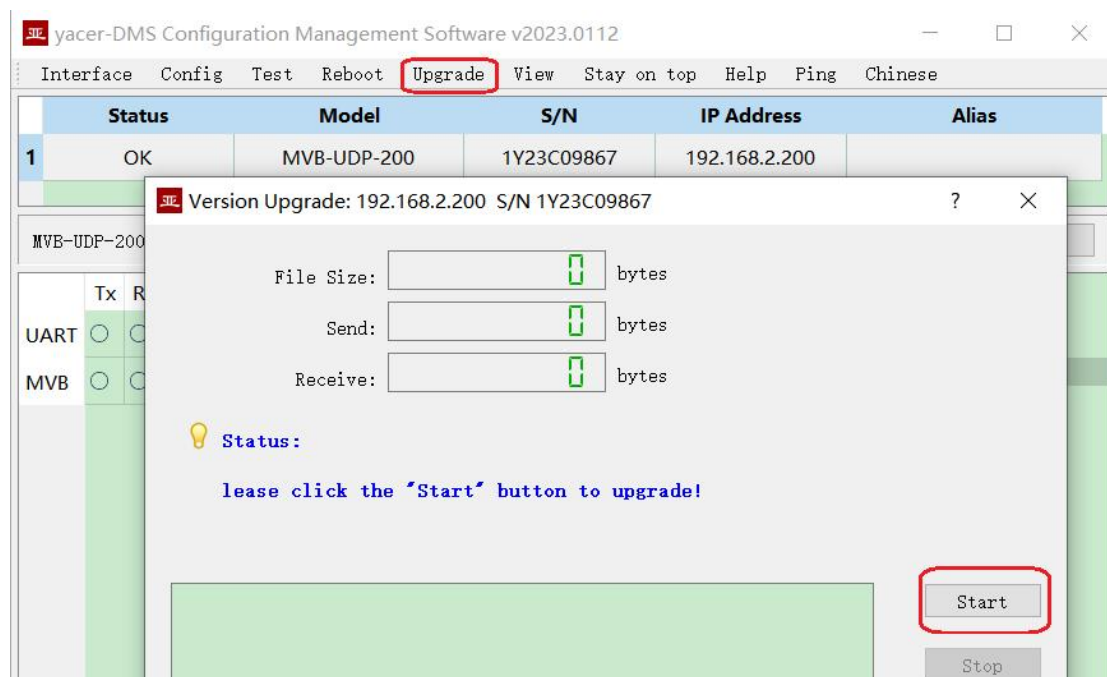 亚 yacer-DMS Configuration Management Software v2023.0112
Interface Config Test Reboot Upgrade View Stay on top Help Ping Chinese
Status Model S/N IP Address Alias
1 OK MVB-UDP-200 1Y23C09867 192.168.2.200
亚 Version Upgrade: 192.168.2.200 S/N 1Y23C09867 ?
MVB-UDP-200
File Size: 0 bytes
Tx R
Send: 0 bytes
UART
Receive: 0 bytes
MVB
Status:
lease click the "Start" button to upgrade!
Start
Stop